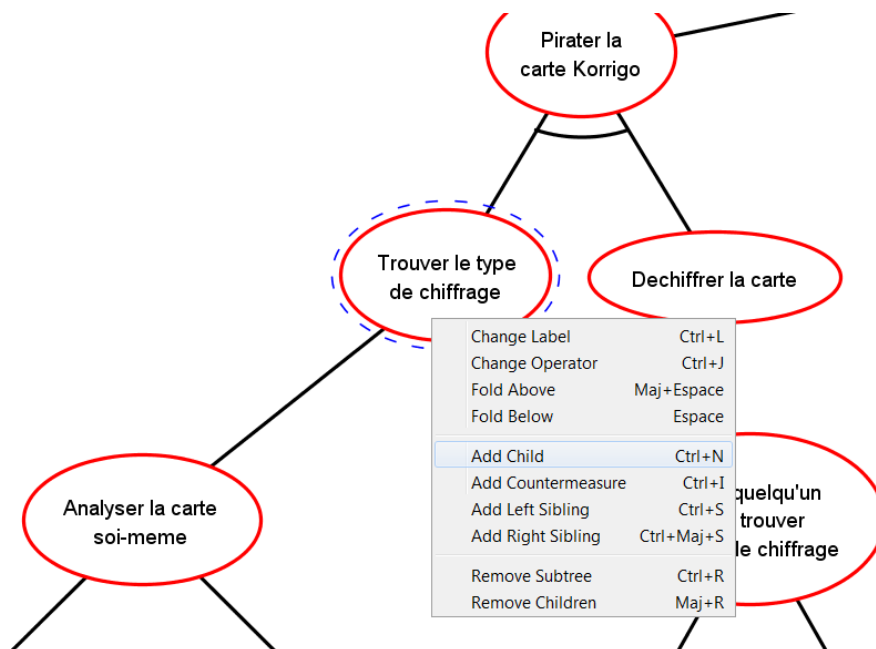 Pirater la
carte Korrigo
Trouver le type
de chiffrage
Dechiffrer la carte
Change Label Ctrl+L
Change Operator Ctrl+J
Fold Above Maj+Espace
Fold Below Espace
Add Child Ctrl+N
Add Countermeasure Ctrl+I
Add Left Sibling Ctrl+S
Add Right Sibling Ctrl+Maj+S
Remove Subtree Ctrl+R
Remove Children Maj+R
Analyser la carte
soi-meme
quelqu'un
trouver
le chiffrage